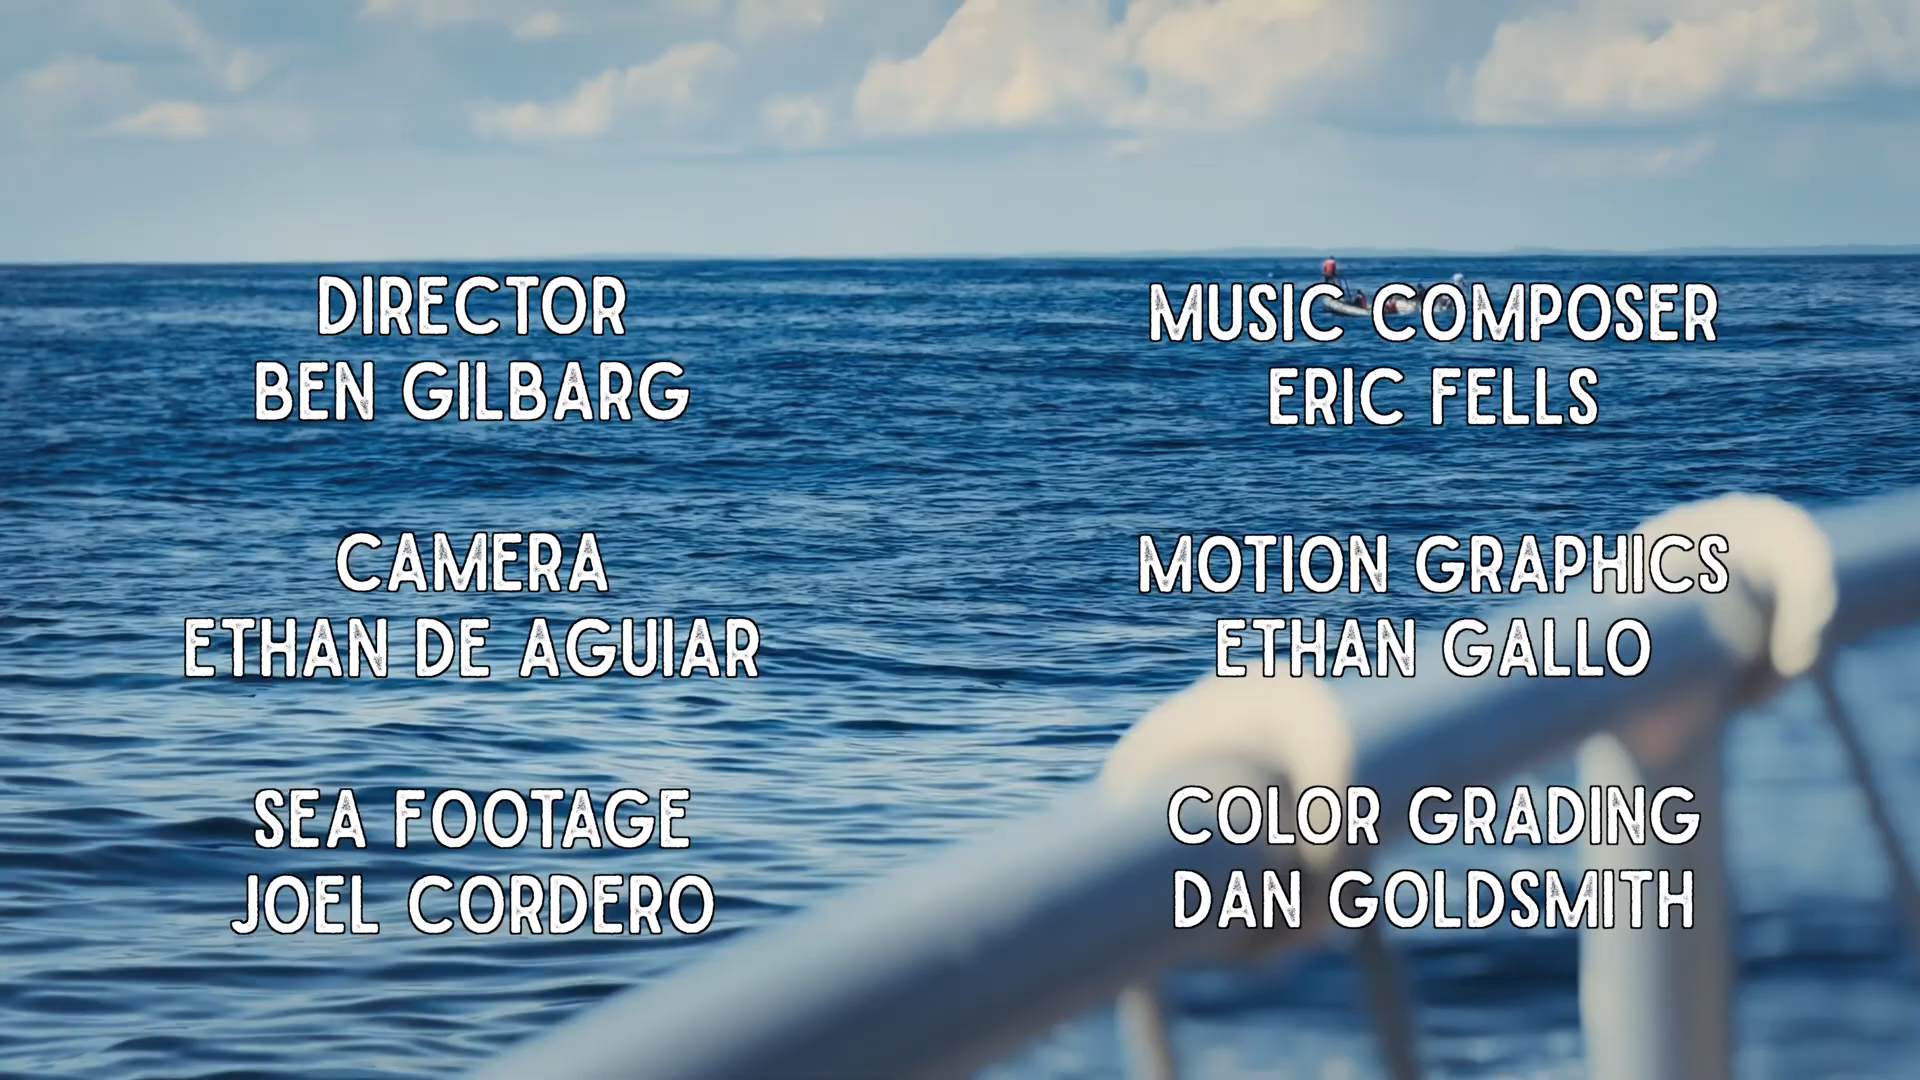 DIRECTOR
BEN GILBARG
CAMERA
ETHAN DE AGUIAR
SEA FOOTAGE
JOEL CORDERO
MUSIC COMPOSER
ERIC FELLS
MOTION GRAPHICS
ETHAN GALLO
COLOR GRADING
DAN GOLDSMITH